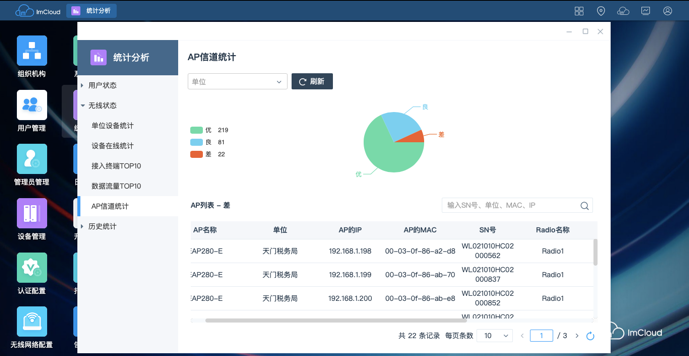 ImCloud 统计分析
组织机构
用户管理
管理员管理
设备管理
认证配置
无线网络配置
统计分析
用户状态
无线状态
单位设备统计
设备在线统计
接入终端TOP10
数据流量TOP10
AP信道统计
历史统计
AP信道统计
单位 刷新
优 219
良 81
差 22
良
差
优
AP列表 – 差 输入SN号、单位、MAC、IP
AP名称 单位 AP的IP AP的MAC SN号 Radio名称
EAP280-E 天门税务局 192.168.1.198 00-03-0f-86-a2-d8 WL021010HC02000562 Radio1
EAP280-E 天门税务局 192.168.1.199 00-03-0f-86-ab-70 WL021010HC02000837 Radio1
EAP280-E 天门税务局 192.168.1.200 00-03-0f-86-ab-e8 WL021010HC02000852 Radio1
WL021010HC02
共 22 条记录 每页条数 10 1 / 3
ImCloud